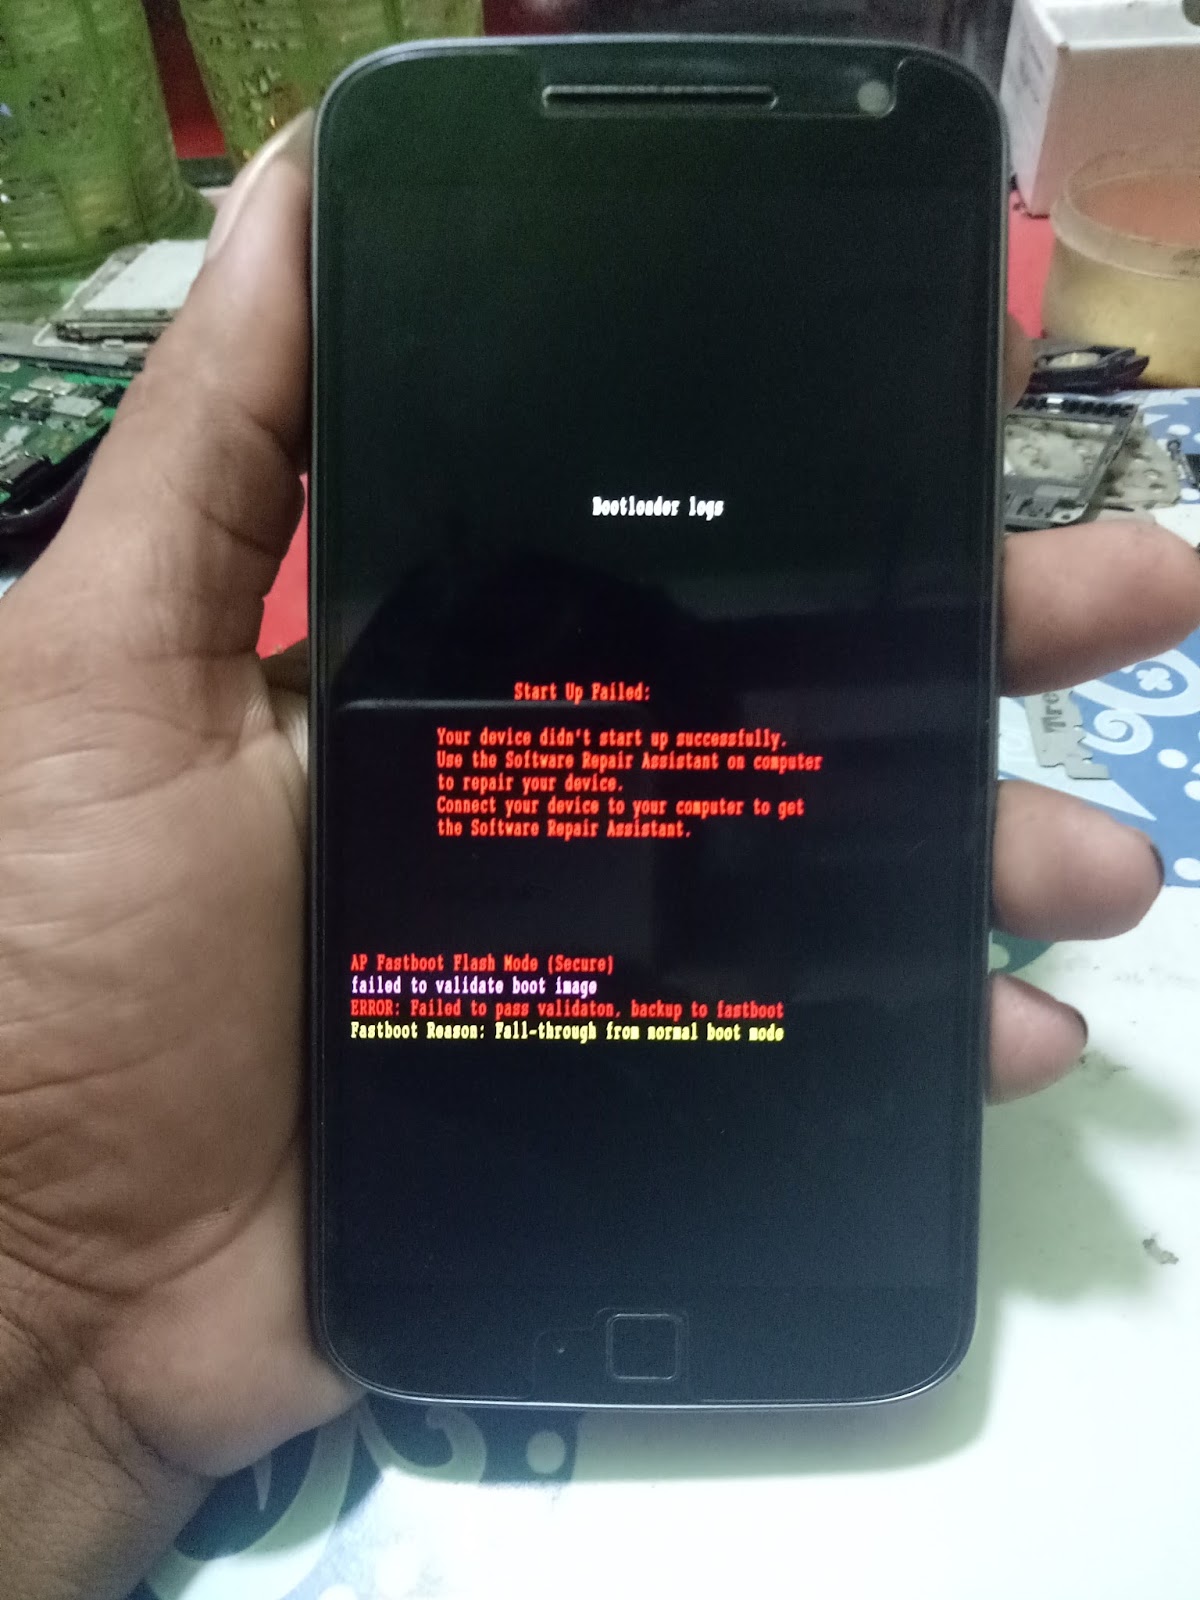 Bootloader logs
Start Up Failed:
Your device didn't start up successfully.
Use the Software Repair Assistant on computer
to repair your device.
Connect your device to your computer to get
the Software Repair Assistant.
AP Fastboot Flash Mode (Secure)
failed to validate boot image
ERROR: Failed to pass validaton, backup to fastboot
Fastboot Reason: Fall-through from normal boot mode